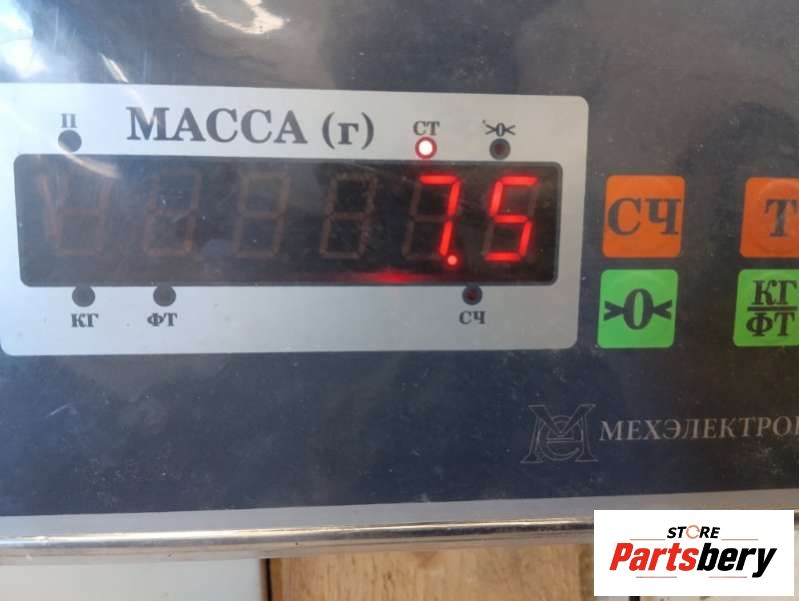 П МАССА (г) СТ >0<
7.5
КГ ФТ СЧ
СЧ Т
>0< КГ
ФТ
МЕХЭЛЕКТРО
STORE
Partsbery